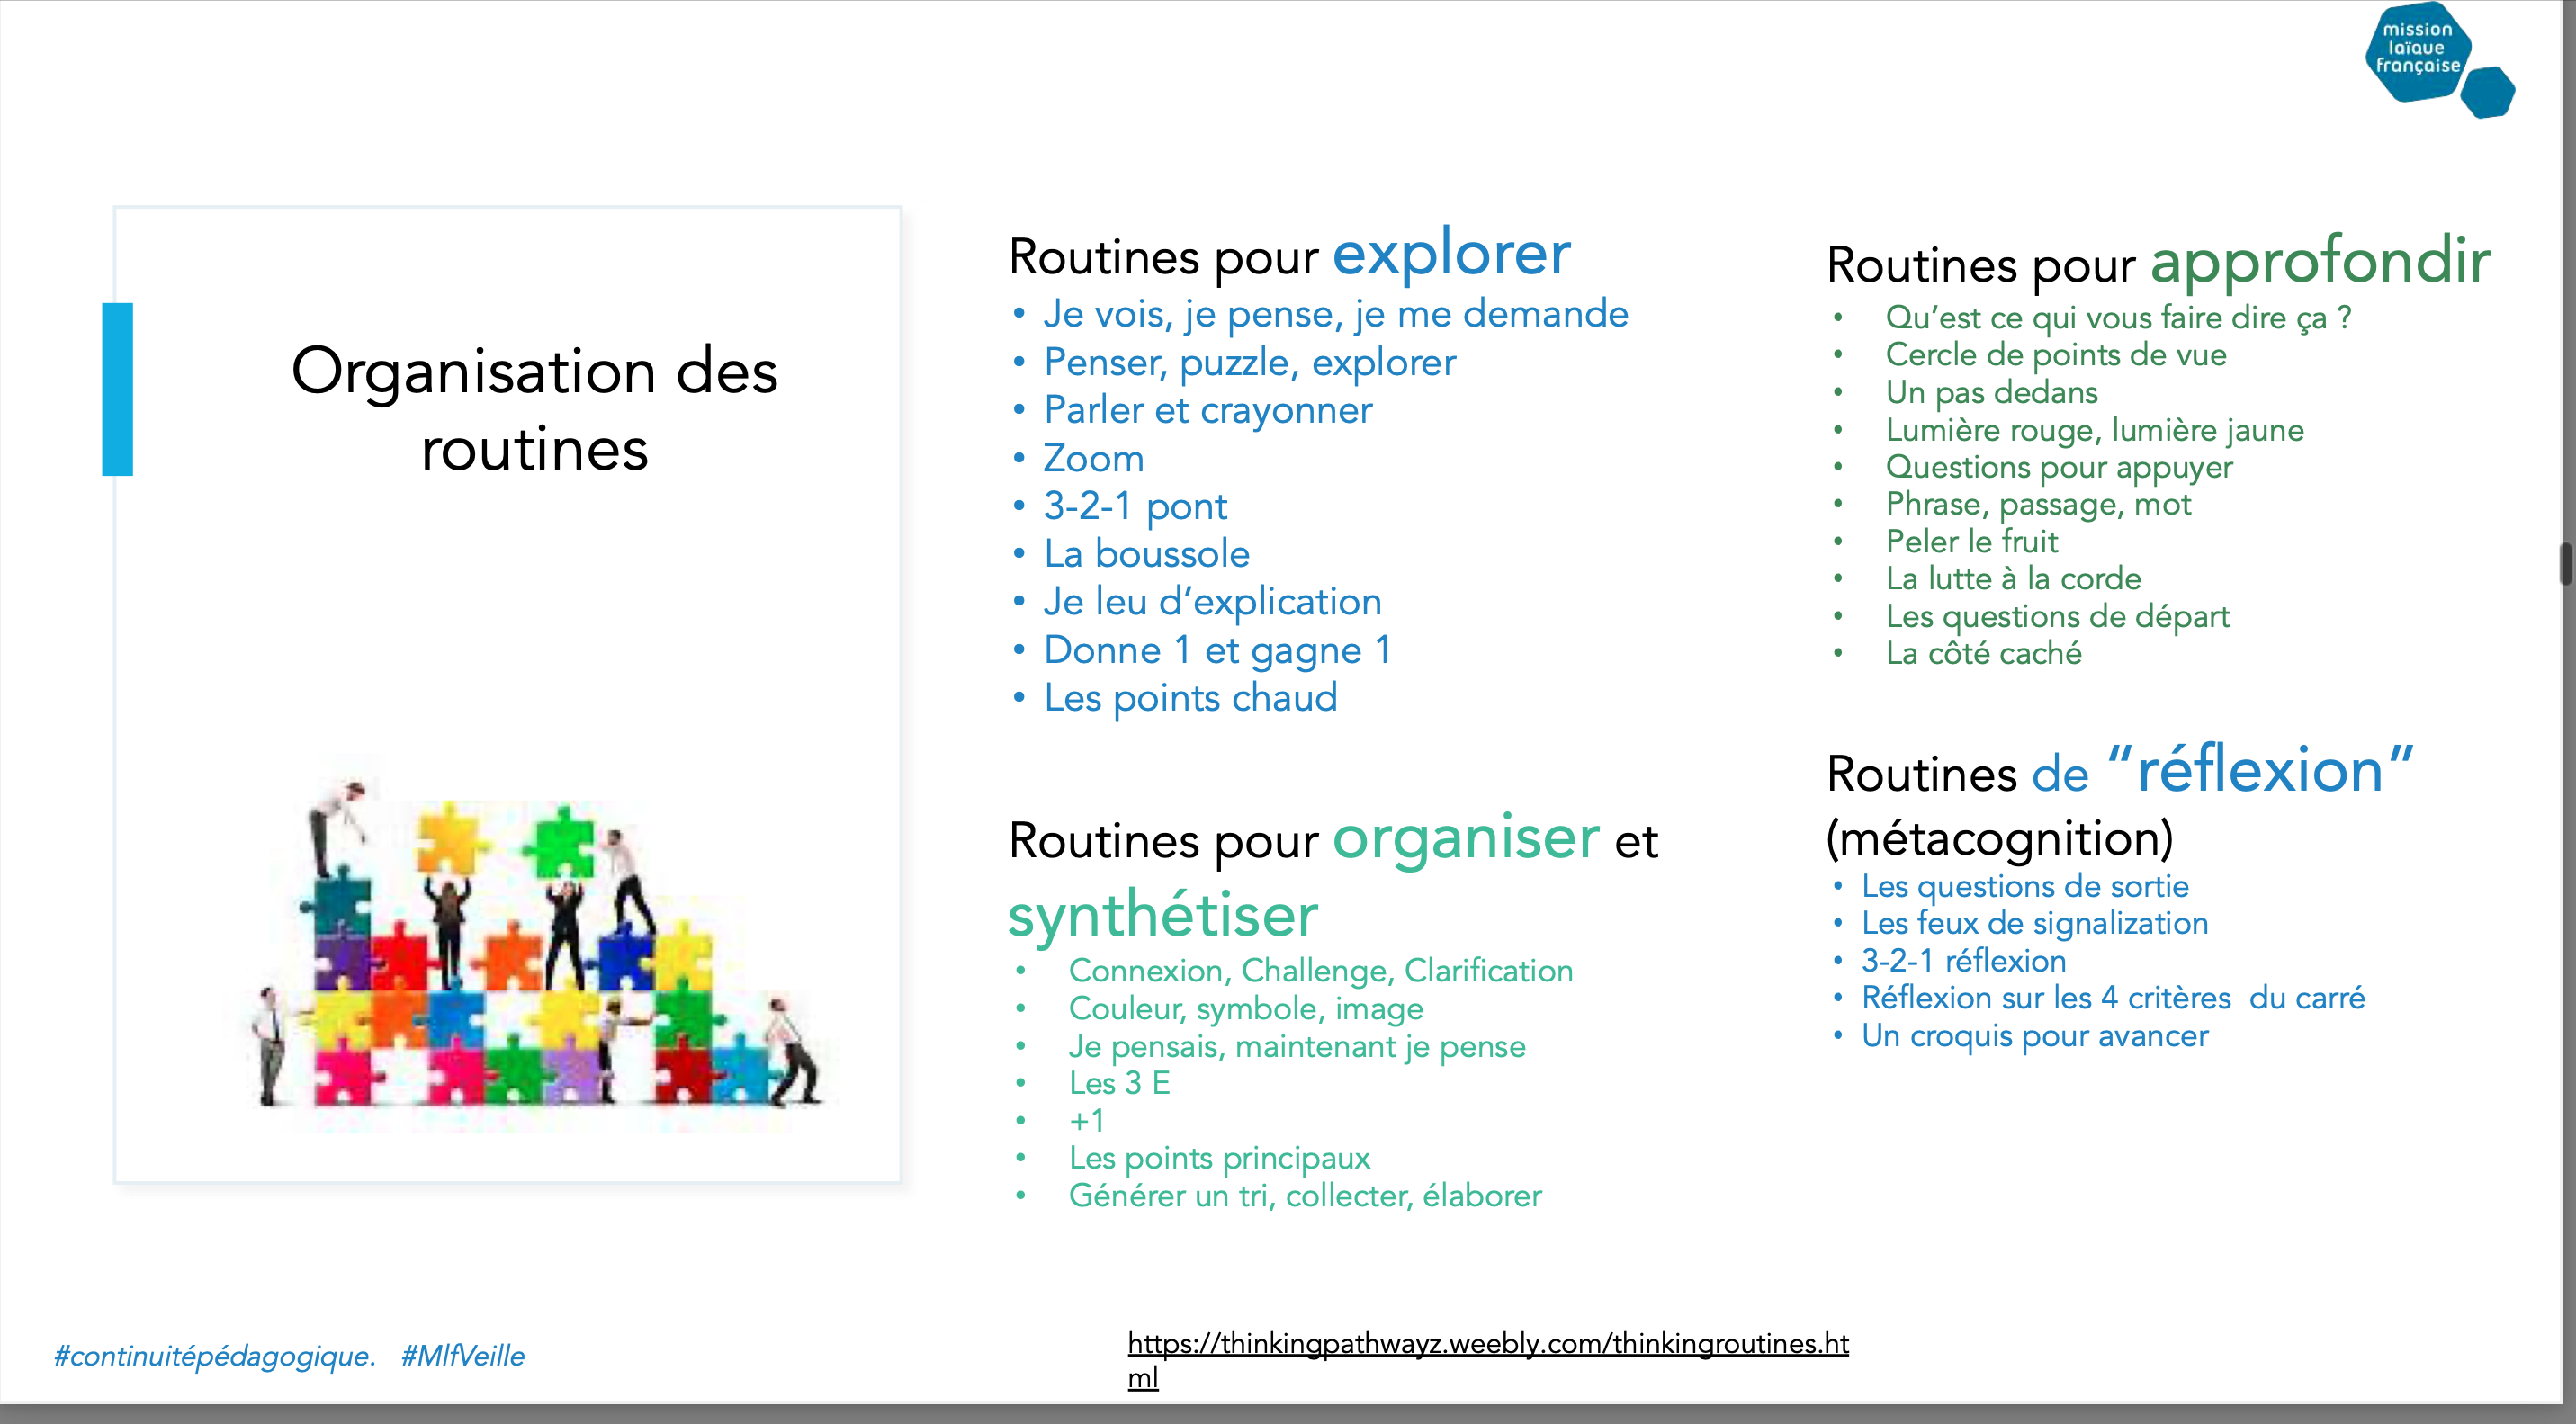 mission
laïque
française
Organisation des
routines
Routines pour explorer
• Je vois, je pense, je me demande
• Penser, puzzle, explorer
• Parler et crayonner
• Zoom
• 3-2-1 pont
• La boussole
• Je leu d’explication
• Donne 1 et gagne 1
• Les points chaud
Routines pour organiser et
synthétiser
• Connexion, Challenge, Clarification
• Couleur, symbole, image
• Je pensais, maintenant je pense
• Les 3 E
• +1
• Les points principaux
• Générer un tri, collecter, élaborer
Routines pour approfondir
• Qu’est ce qui vous faire dire ça ?
• Cercle de points de vue
• Un pas dedans
• Lumière rouge, lumière jaune
• Questions pour appuyer
• Phrase, passage, mot
• Peler le fruit
• La lutte à la corde
• Les questions de départ
• La côté caché
Routines de “réflexion”
(métacognition)
• Les questions de sortie
• Les feux de signalization
• 3-2-1 réflexion
• Réflexion sur les 4 critères  du carré
• Un croquis pour avancer
#continuitépédagogique.   #MlfVeille
https://thinkingpathwayz.weebly.com/thinkingroutines.ht
ml